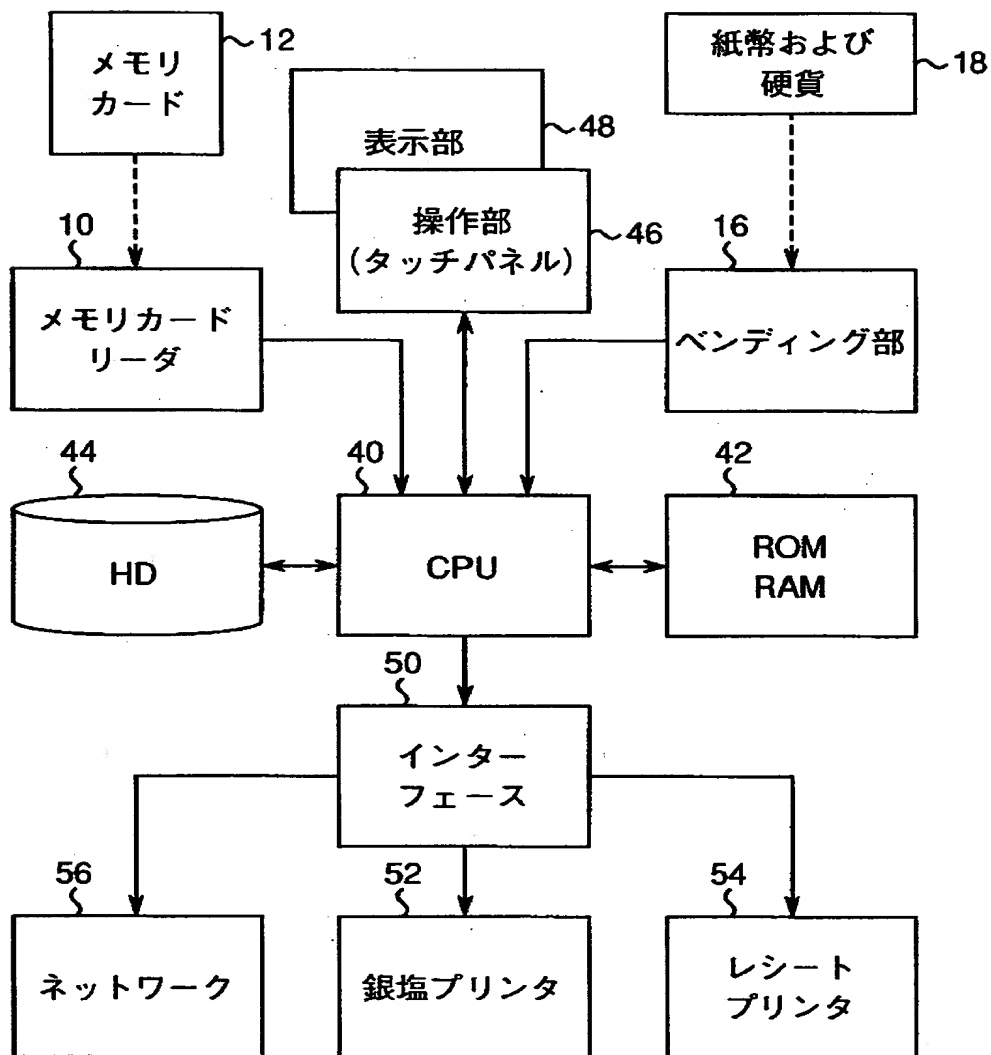 メモリ
カード
12
紙幣および
硬貨
18
表示部
48
操作部
(タッチパネル)
46
10
メモリカード
リーダ
16
ベンディング部
44
HD
40
CPU
42
ROM
RAM
50
インター
フェース
56
ネットワーク
52
銀塩プリンタ
54
レシート
プリンタ